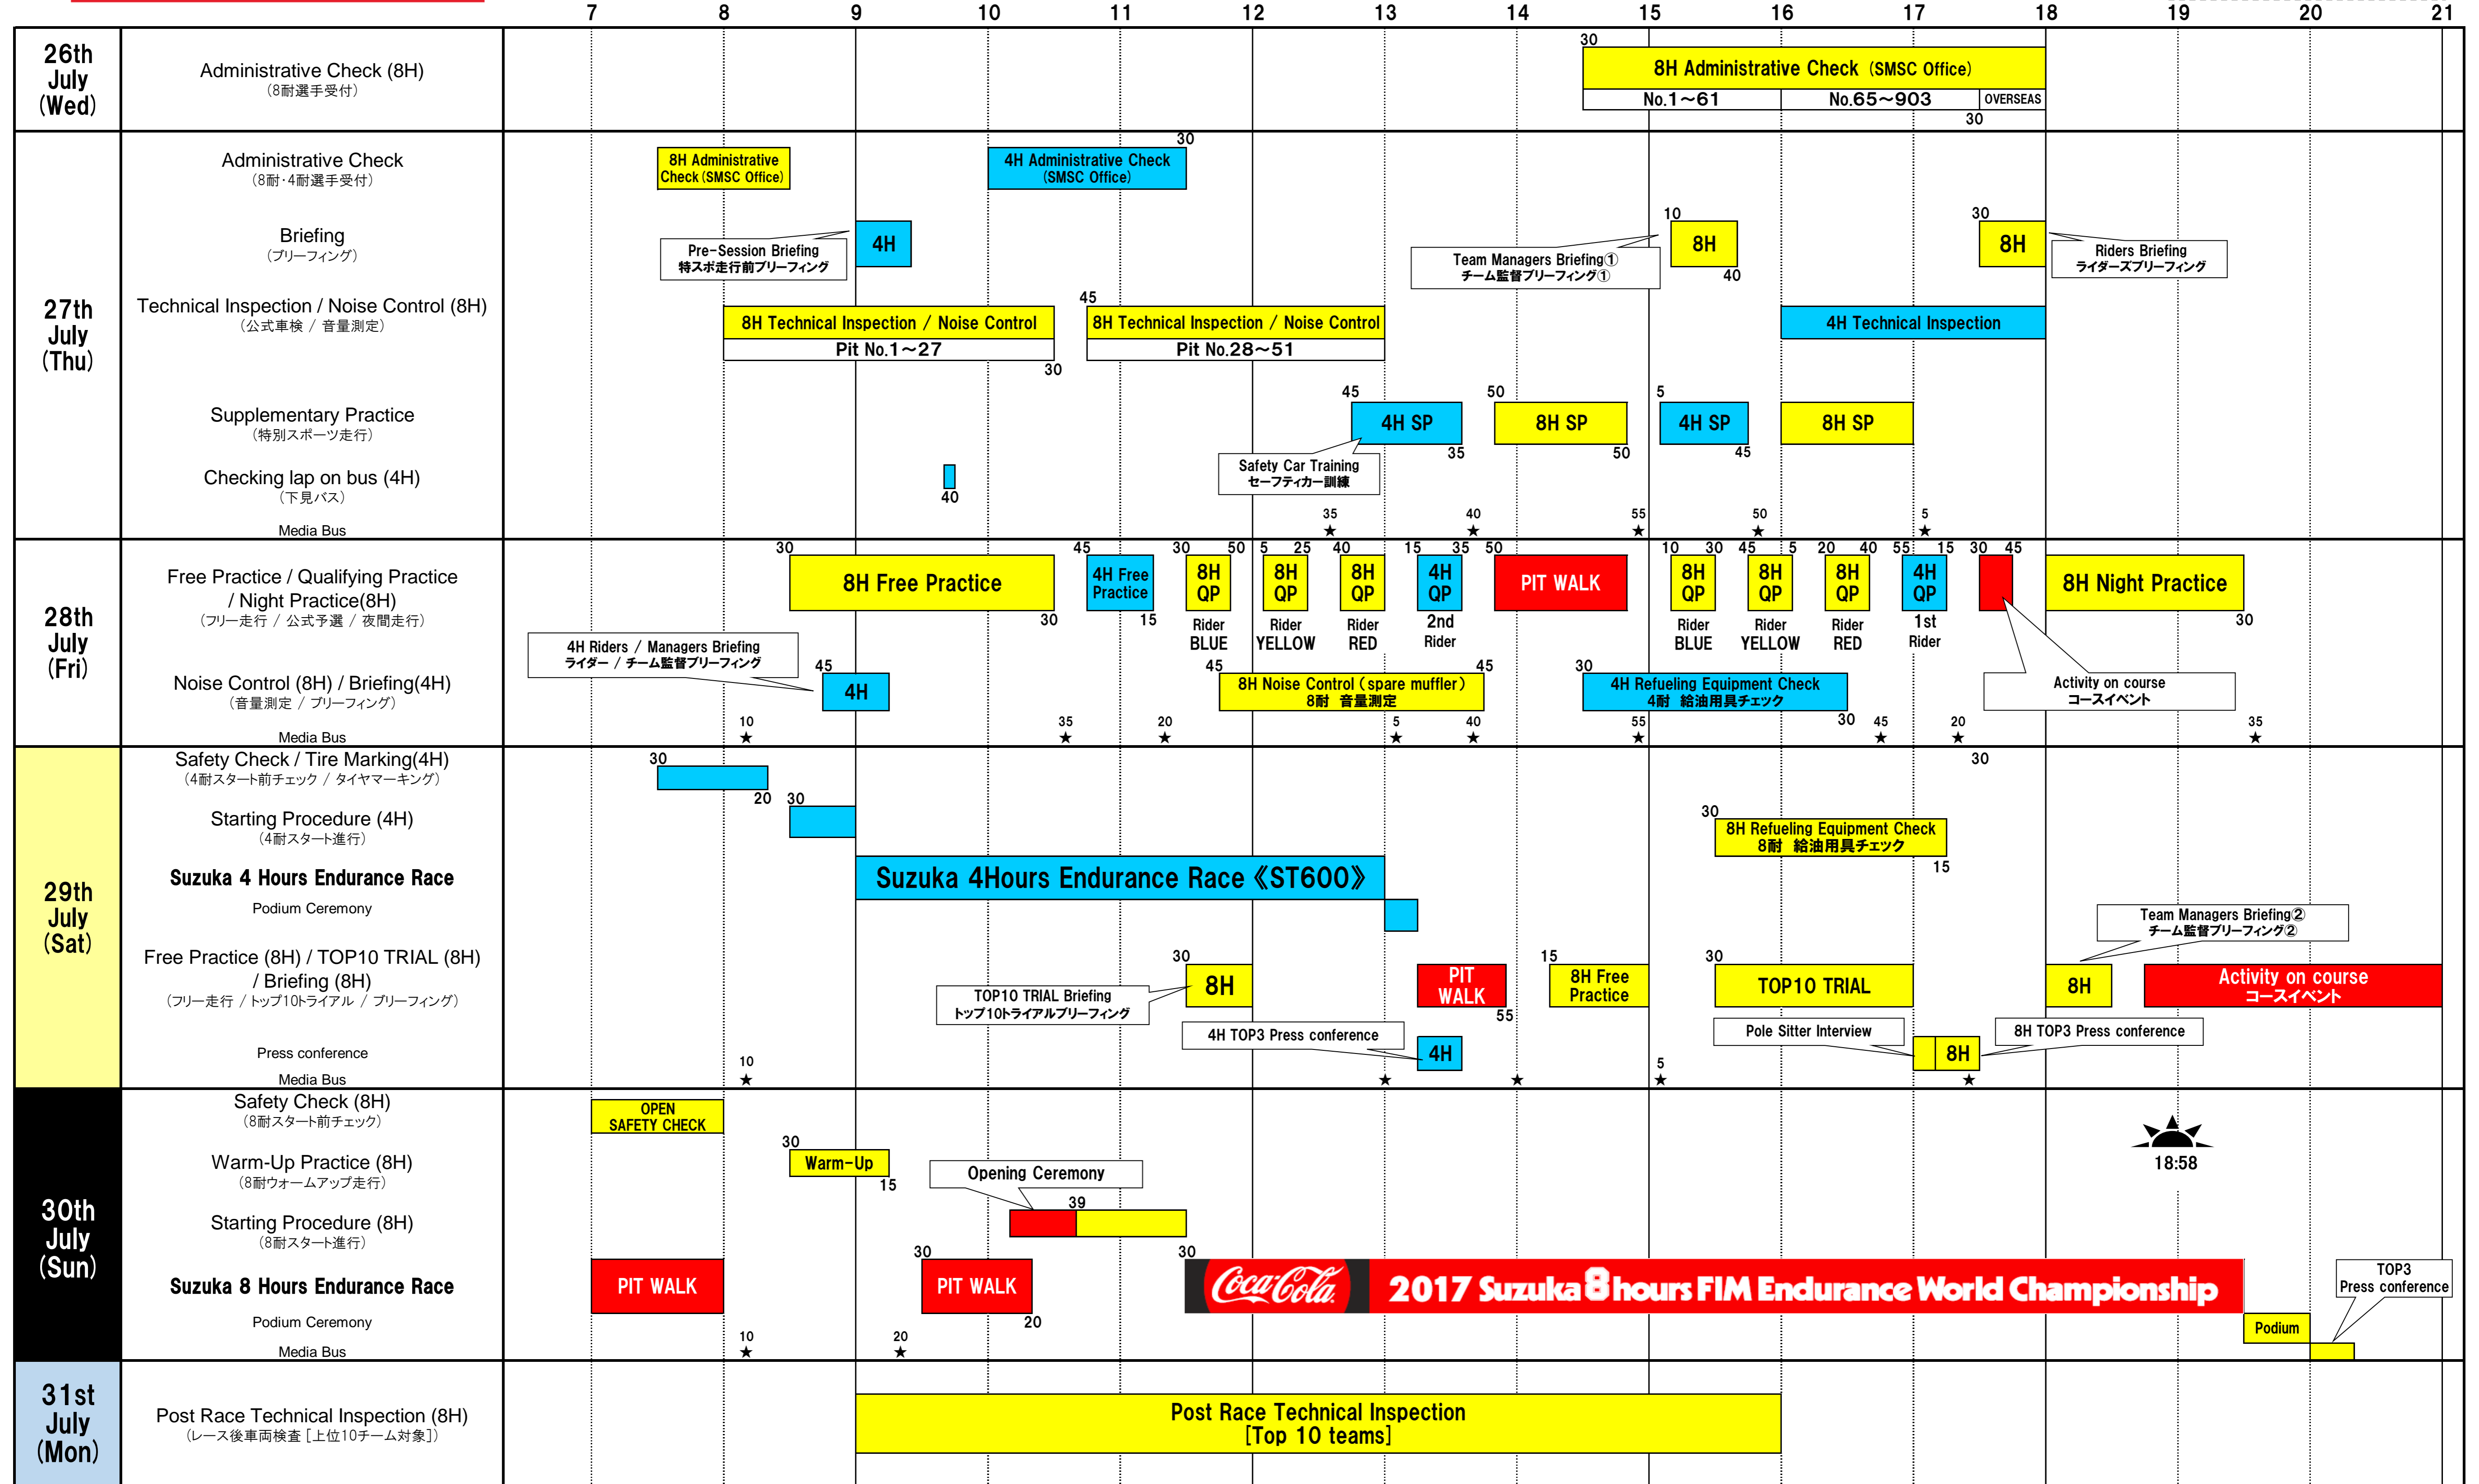 7 8 9 10 11 12 13 14 15 16 17 18 19 20 21
26th
July
(Wed)
Administrative Check (8H)
(8耐選手受付)
30
8H Administrative Check (SMSC Office)
No.1~61 No.65~903 OVERSEAS
30
27th
July
(Thu)
Administrative Check
(8耐・4耐選手受付)
8H Administrative
Check (SMSC Office)
30
4H Administrative Check
(SMSC Office)
Briefing
(ブリーフィング)
Pre-Session Briefing
特スポ走行前ブリーフィング
4H
Team Managers Briefing①
チーム監督ブリーフィング①
10
8H
40
30
8H
Riders Briefing
ライダーズブリーフィング
Technical Inspection / Noise Control (8H)
(公式車検 / 音量測定)
8H Technical Inspection / Noise Control
Pit No.1~27
30
45
8H Technical Inspection / Noise Control
Pit No.28~51
4H Technical Inspection
Supplementary Practice
(特別スポーツ走行)
45
4H SP
35
50
8H SP
50
5
4H SP
45
8H SP
Safety Car Training
セーフティカー訓練
Checking lap on bus (4H)
(下見バス)
40
Media Bus
35 40 55 50 5
★ ★ ★ ★ ★
28th
July
(Fri)
Free Practice / Qualifying Practice
/ Night Practice(8H)
(フリー走行 / 公式予選 / 夜間走行)
30
8H Free Practice
30
45
4H Free
Practice
15
30 50
8H
QP
Rider
BLUE
5 25
8H
QP
Rider
YELLOW
40
8H
QP
Rider
RED
15 35
4H
QP
2nd
Rider
50
PIT WALK
10 30
8H
QP
Rider
BLUE
45 5
8H
QP
Rider
YELLOW
20 40
8H
QP
Rider
RED
55 15
4H
QP
1st
Rider
30 45
8H Night Practice
30
Noise Control (8H) / Briefing(4H)
(音量測定 / ブリーフィング)
4H Riders / Managers Briefing
ライダー / チーム監督ブリーフィング
45
4H
45 45
8H Noise Control (spare muffler)
8耐 音量測定
30
4H Refueling Equipment Check
4耐 給油用具チェック
30
Activity on course
コースイベント
Media Bus
10 35 20 5 40 55 45 20 35
★ ★ ★ ★ ★ ★ ★ ★ ★
29th
July
(Sat)
Safety Check / Tire Marking(4H)
(4耐スタート前チェック / タイヤマーキング)
30
20
30
Starting Procedure (4H)
(4耐スタート進行)
30
30
8H Refueling Equipment Check
8耐 給油用具チェック
15
Suzuka 4 Hours Endurance Race
Suzuka 4Hours Endurance Race《ST600》
Podium Ceremony
Free Practice (8H) / TOP10 TRIAL (8H)
/ Briefing (8H)
(フリー走行 / トップ10トライアル / ブリーフィング)
TOP10 TRIAL Briefing
トップ10トライアルブリーフィング
30
8H
PIT
WALK
55
15
8H Free
Practice
30
TOP10 TRIAL
Team Managers Briefing②
チーム監督ブリーフィング②
8H
Activity on course
コースイベント
Press conference
4H TOP3 Press conference
4H
Pole Sitter Interview
8H
8H TOP3 Press conference
Media Bus
10 5
★ ★ ★ ★ ★
30th
July
(Sun)
Safety Check (8H)
(8耐スタート前チェック)
OPEN
SAFETY CHECK
18:58
Warm-Up Practice (8H)
(8耐ウォームアップ走行)
30
Warm-Up
15
Opening Ceremony
Starting Procedure (8H)
(8耐スタート進行)
39
Suzuka 8 Hours Endurance Race
PIT WALK
30
PIT WALK
20
30
Coca-Cola
2017 Suzuka 8hours FIM Endurance World Championship
Podium Ceremony
Podium
TOP3
Press conference
Media Bus
10 20
★ ★
31st
July
(Mon)
Post Race Technical Inspection (8H)
(レース後車両検査 [上位10チーム対象])
Post Race Technical Inspection
[Top 10 teams]